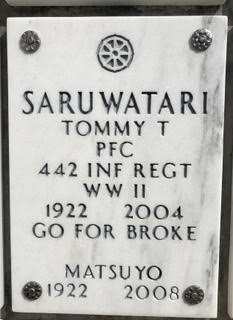 SARUWATARI
TOMMY T
PFC
442 INF REGT
WW II
1922 2004
GO FOR BROKE
MATSUYO
1922 2008